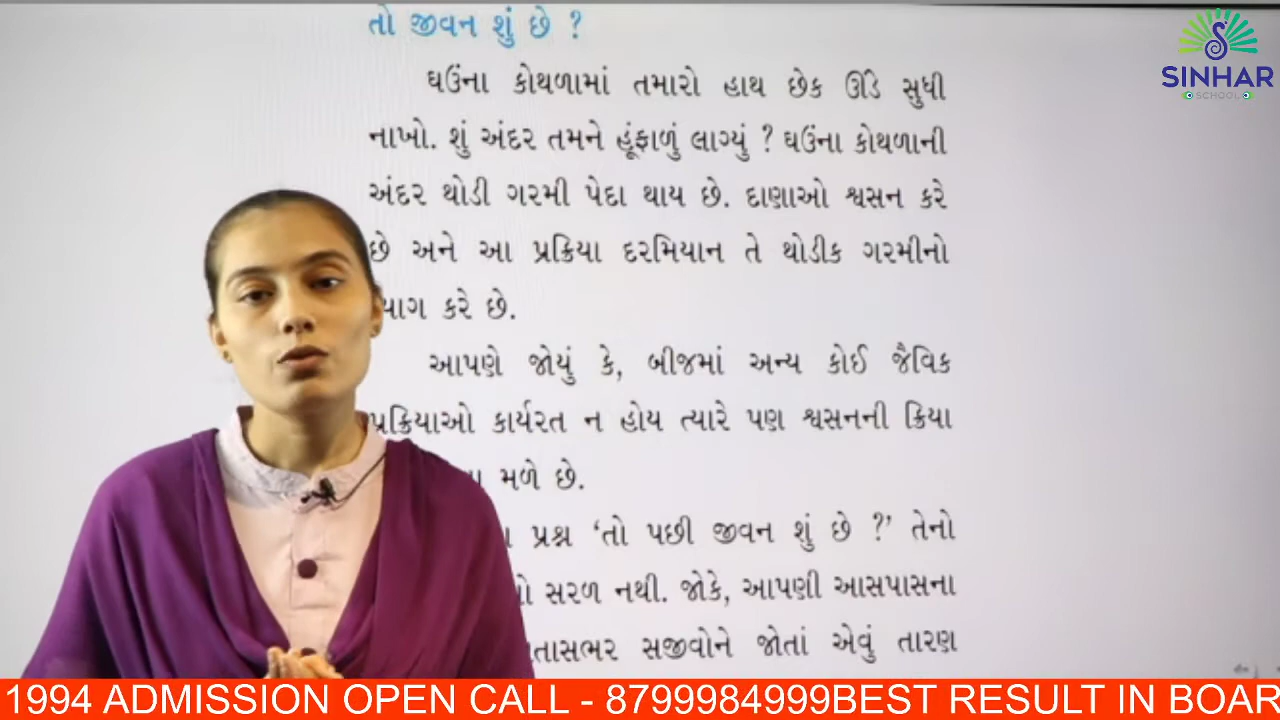 તો જીવન શું છે ?
ઘઉંના કોથળામાં તમારો હાથ છેક ઊંડે સુધી
નાખો. શું અંદર તમને હૂંફાળું લાગ્યું ? ઘઉંના કોથળાની
અંદર થોડી ગરમી પેદા થાય છે. દાણાઓ શ્વસન કરે
છે અને આ પ્રક્રિયા દરમિયાન તે થોડીક ગરમીનો
કરે છે.
આપણે જોયું કે, બીજમાં અન્ય કોઈ જૈવિક
પ્રક્રિયાઓ કાર્યરત ન હોય ત્યારે પણ શ્વસનની ક્રિયા
મળે છે.
પ્રશ્ન ‘તો પછી જીવન શું છે ?’ તેનો
સરળ નથી. જોકે, આપણી આસપાસના
સજીવોને જોતાં એવું તારણ
SINHAR
SCHOOL
1994 ADMISSION OPEN CALL - 8799984999BEST RESULT IN BOAR